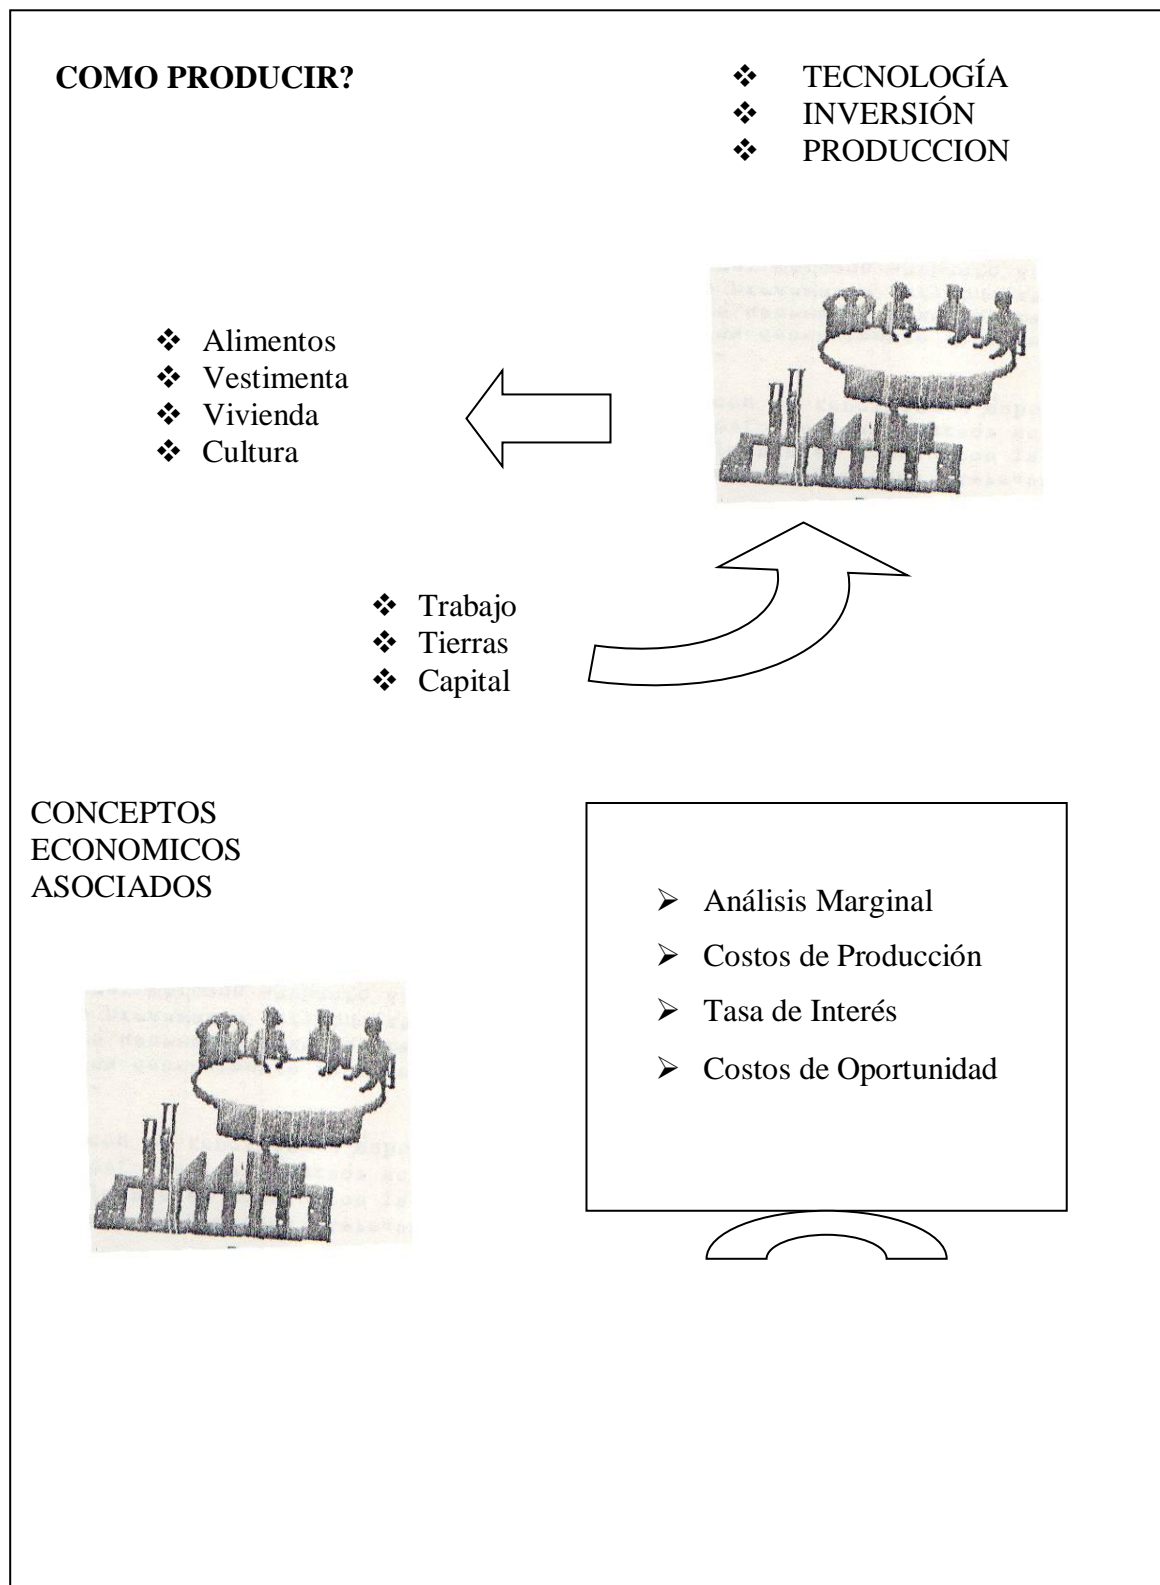 COMO PRODUCIR?
❖ TECNOLOGÍA
❖ INVERSIÓN
❖ PRODUCCION
❖ Alimentos
❖ Vestimenta
❖ Vivienda
❖ Cultura
❖ Trabajo
❖ Tierras
❖ Capital
CONCEPTOS
ECONOMICOS
ASOCIADOS
➢ Análisis Marginal
➢ Costos de Producción
➢ Tasa de Interés
➢ Costos de Oportunidad